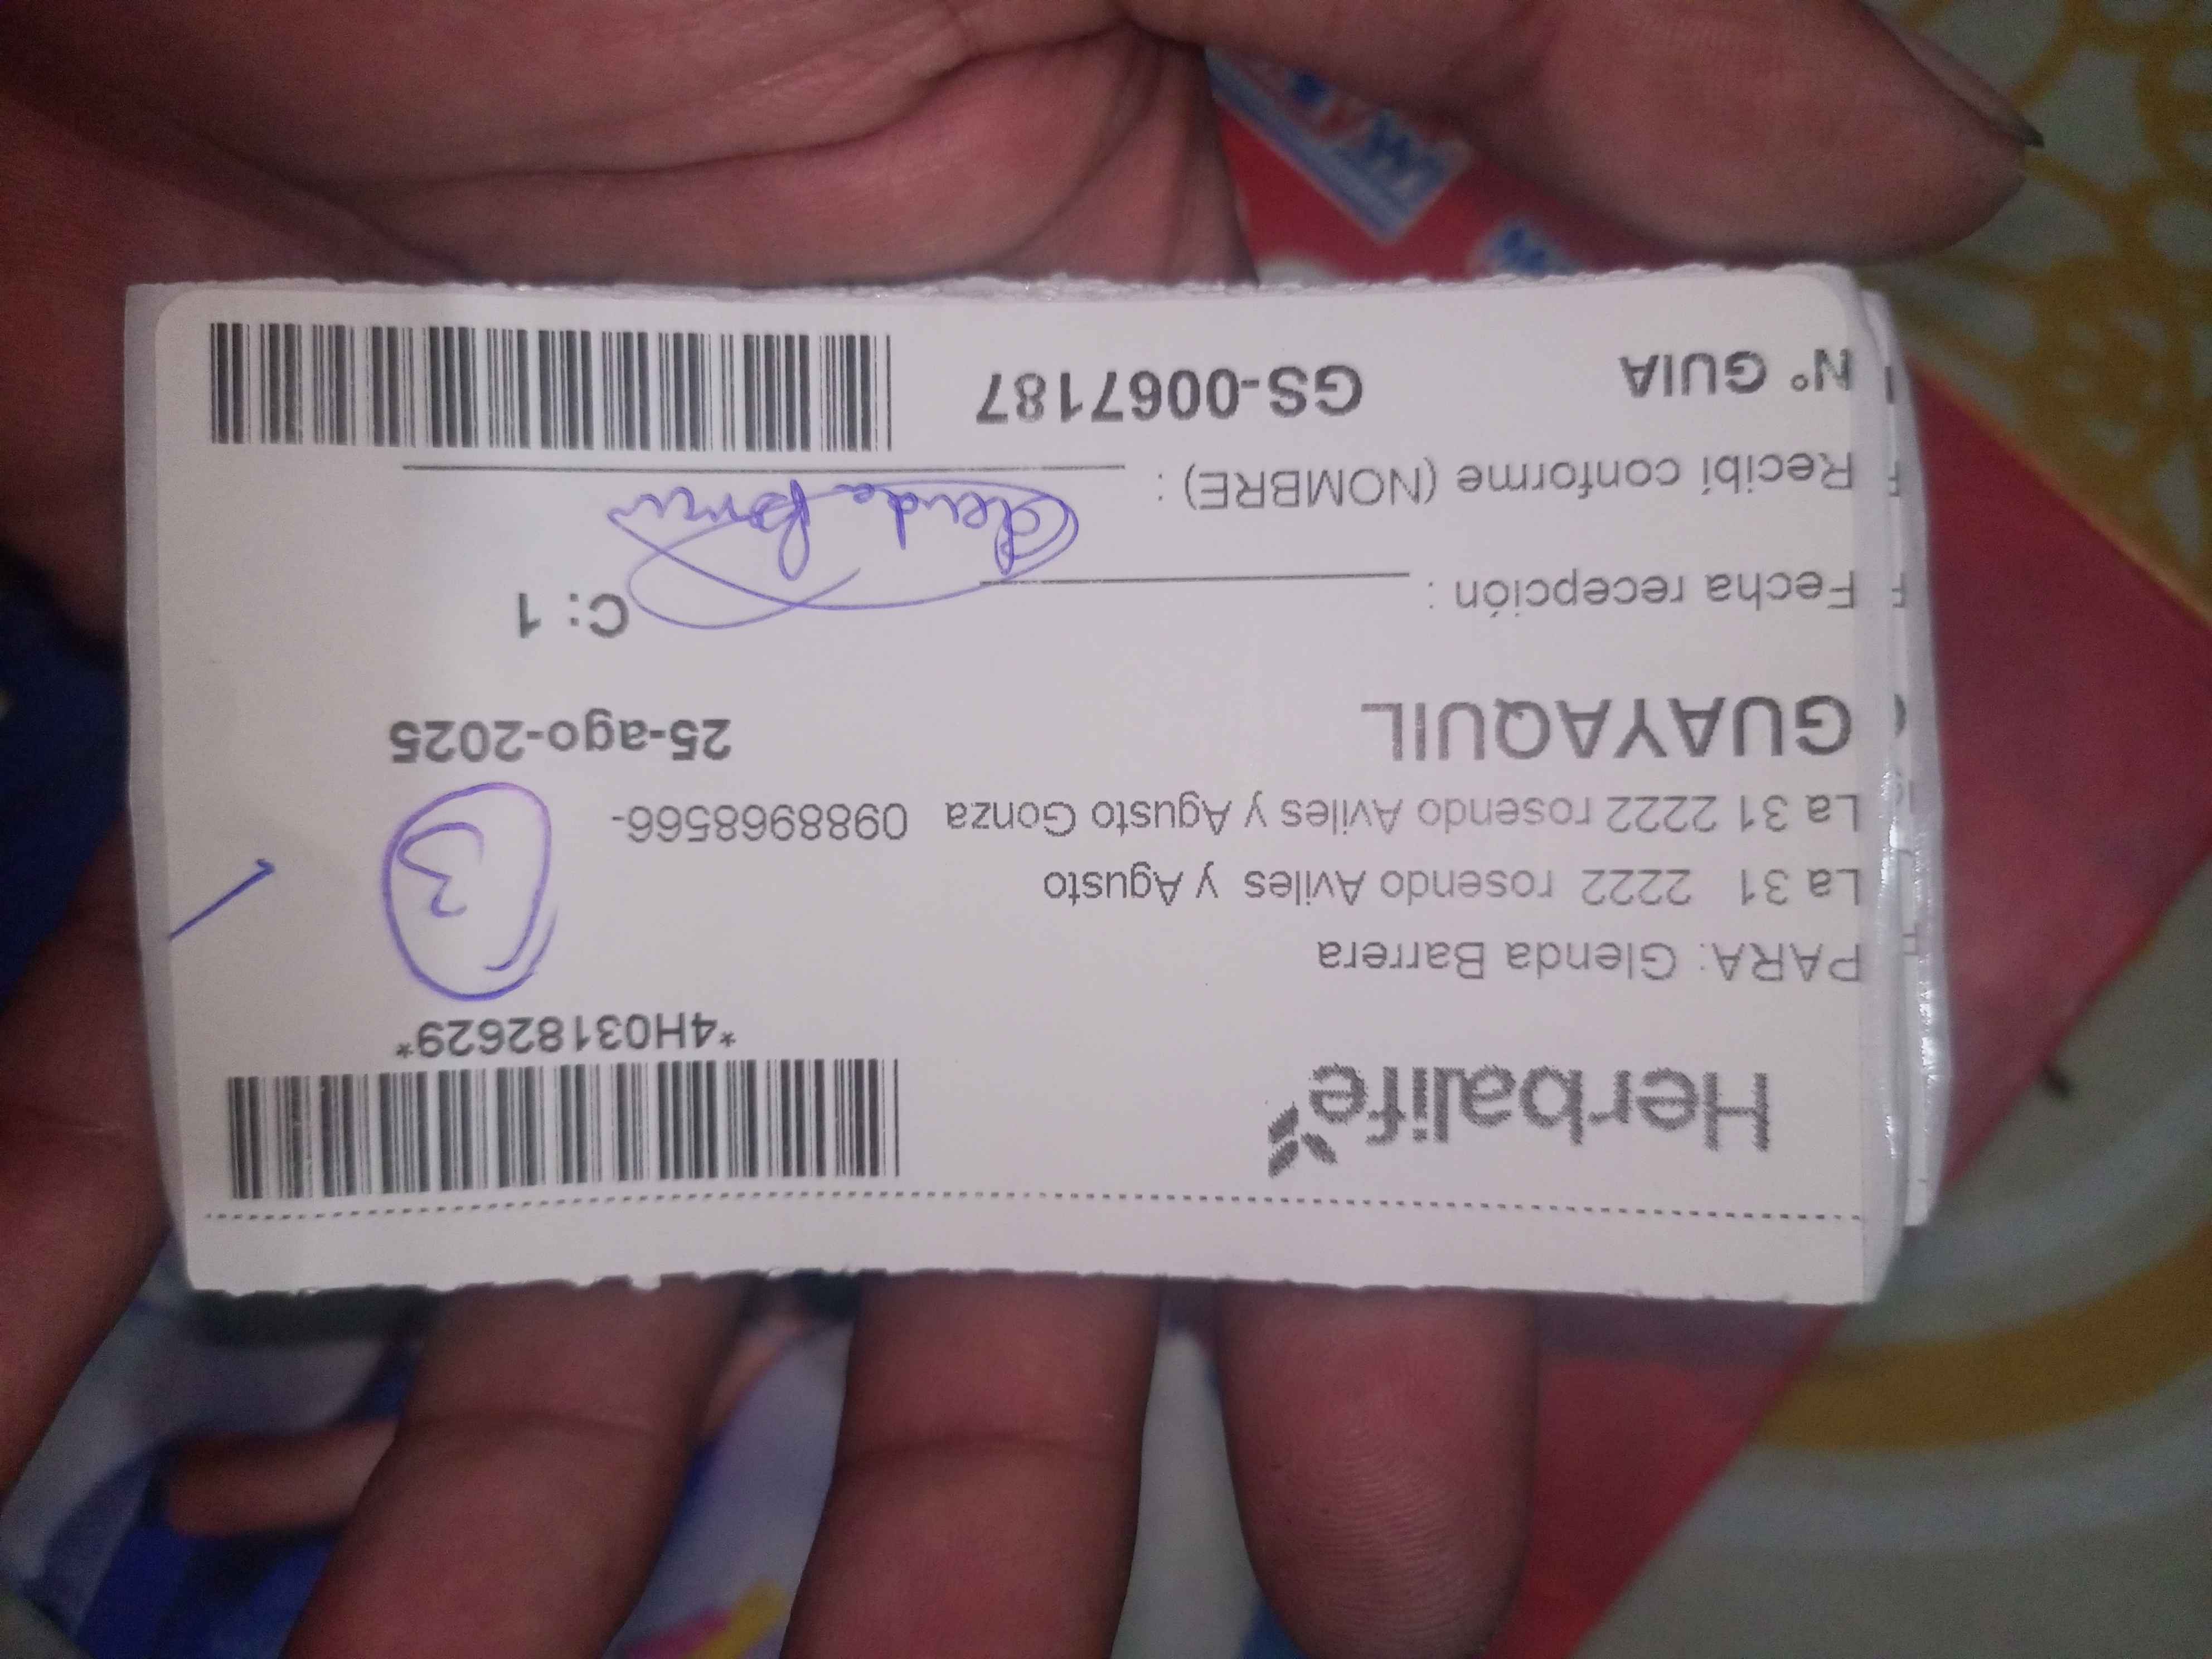 Herbalife
*4H03182629*
PARA: Glenda Barrera
La 31 2222 rosendo Aviles y Agusto
La 31 2222 rosendo Aviles y Agusto Gonza 0988968566-
3
GUAYAQUIL 25-ago-2025
Fecha recepción : C: 1
Recibí conforme (NOMBRE) : Glenda
N° GUIA GS-0067187